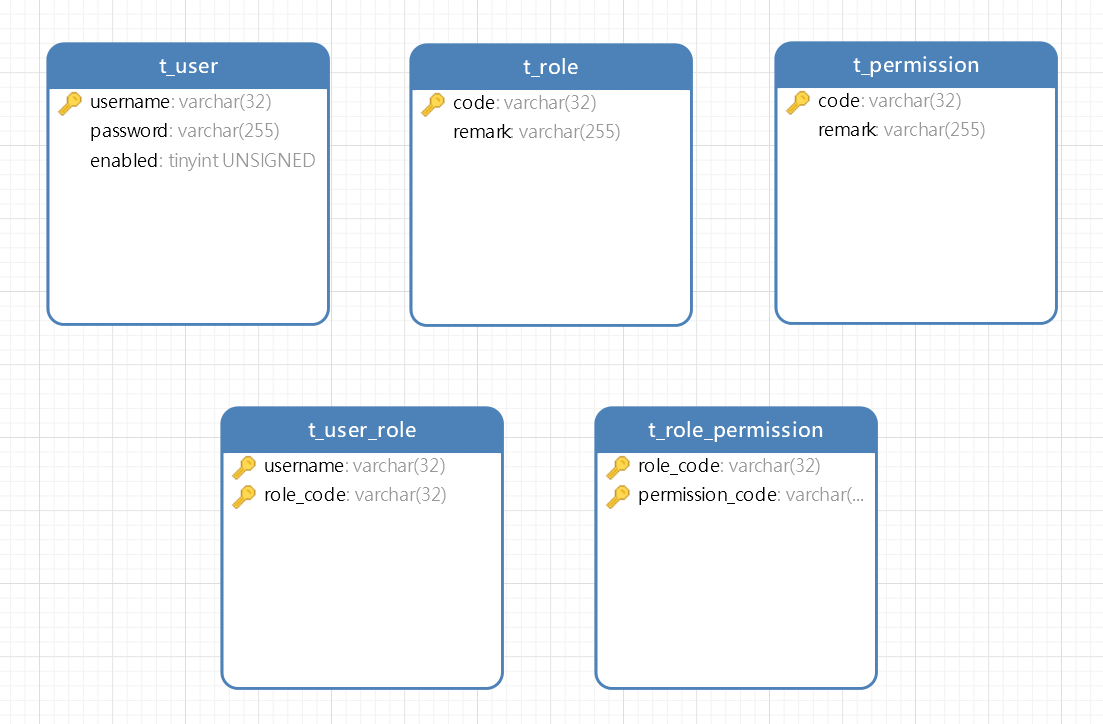 t_user
username: varchar(32)
password: varchar(255)
enabled: tinyint UNSIGNED
t_role
code: varchar(32)
remark: varchar(255)
t_permission
code: varchar(32)
remark: varchar(255)
t_user_role
username: varchar(32)
role_code: varchar(32)
t_role_permission
role_code: varchar(32)
permission_code: varchar(...